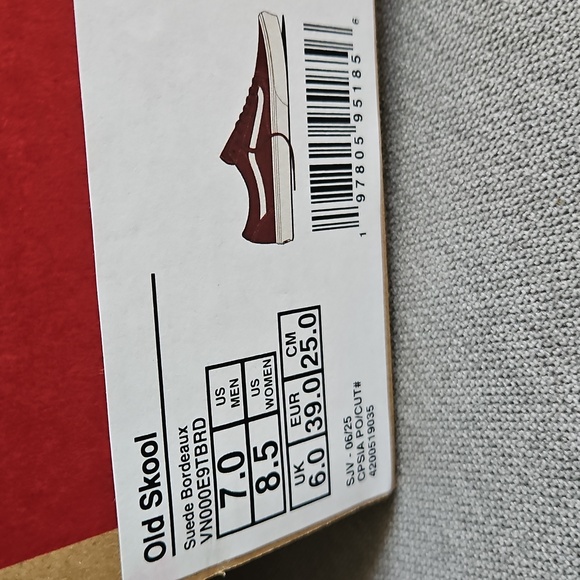 Old Skool
Suede Bordeaux
VN000E9TBRD
7.0 US MEN
8.5 US WOMEN
UK EUR CM
6.0 39.0 25.0
SJV - 06/25
CPSIA PO/CUT#
4200519035
1 97805 95185 6